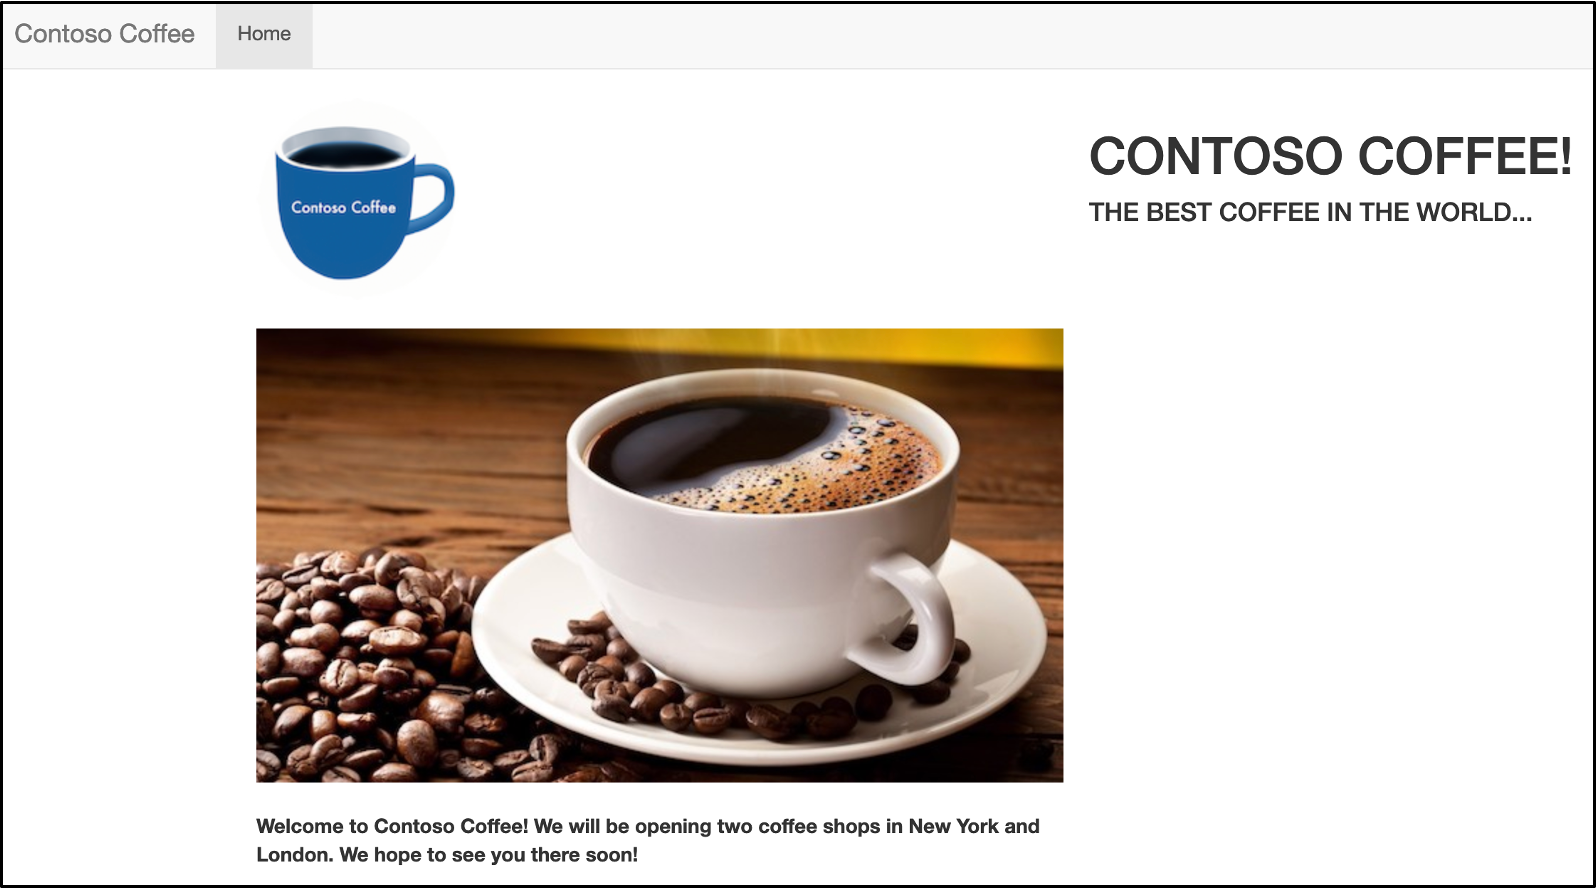 Contoso Coffee Home
Contoso Coffee
CONTOSO COFFEE!
THE BEST COFFEE IN THE WORLD...
Welcome to Contoso Coffee! We will be opening two coffee shops in New York and
London. We hope to see you there soon!